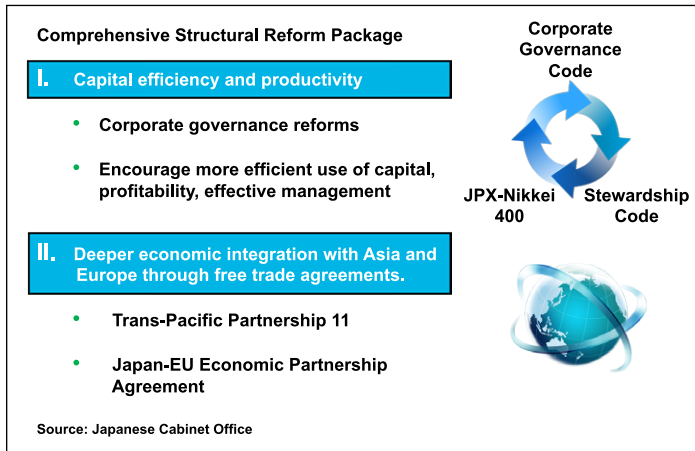 Comprehensive Structural Reform Package
I. Capital efficiency and productivity
• Corporate governance reforms
• Encourage more efficient use of capital,
profitability, effective management
Corporate
Governance
Code
JPX-Nikkei
400
Stewardship
Code
II. Deeper economic integration with Asia and
Europe through free trade agreements.
• Trans-Pacific Partnership 11
• Japan-EU Economic Partnership
Agreement
Source: Japanese Cabinet Office